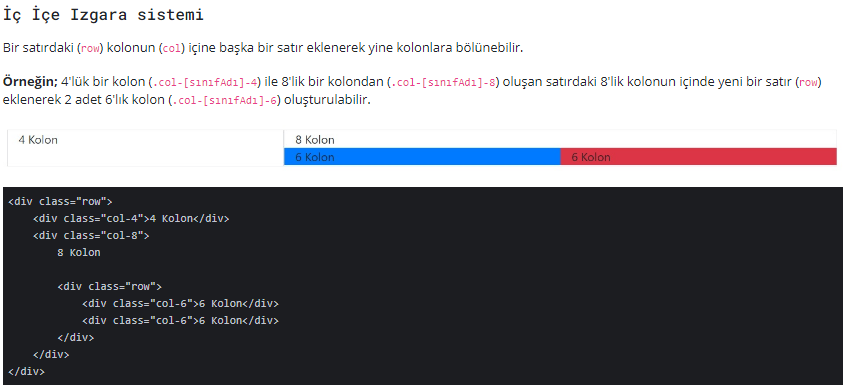 İç İçe Izgara sistemi
Bir satırdaki (row) kolonun (col) içine başka bir satır eklenerek yine kolonlara bölünebilir.
Örneğin; 4'lük bir kolon (.col-[sınıfAdı]-4) ile 8'lik bir kolondan (.col-[sınıfAdı]-8) oluşan satırdaki 8'lik kolonun içinde yeni bir satır (row)
eklenerek 2 adet 6'lık kolon (.col-[sınıfAdı]-6) oluşturulabilir.
4 Kolon 8 Kolon
6 Kolon 6 Kolon
<div class="row">
    <div class="col-4">4 Kolon</div>
    <div class="col-8">
        8 Kolon
        <div class="row">
            <div class="col-6">6 Kolon</div>
            <div class="col-6">6 Kolon</div>
        </div>
    </div>
</div>